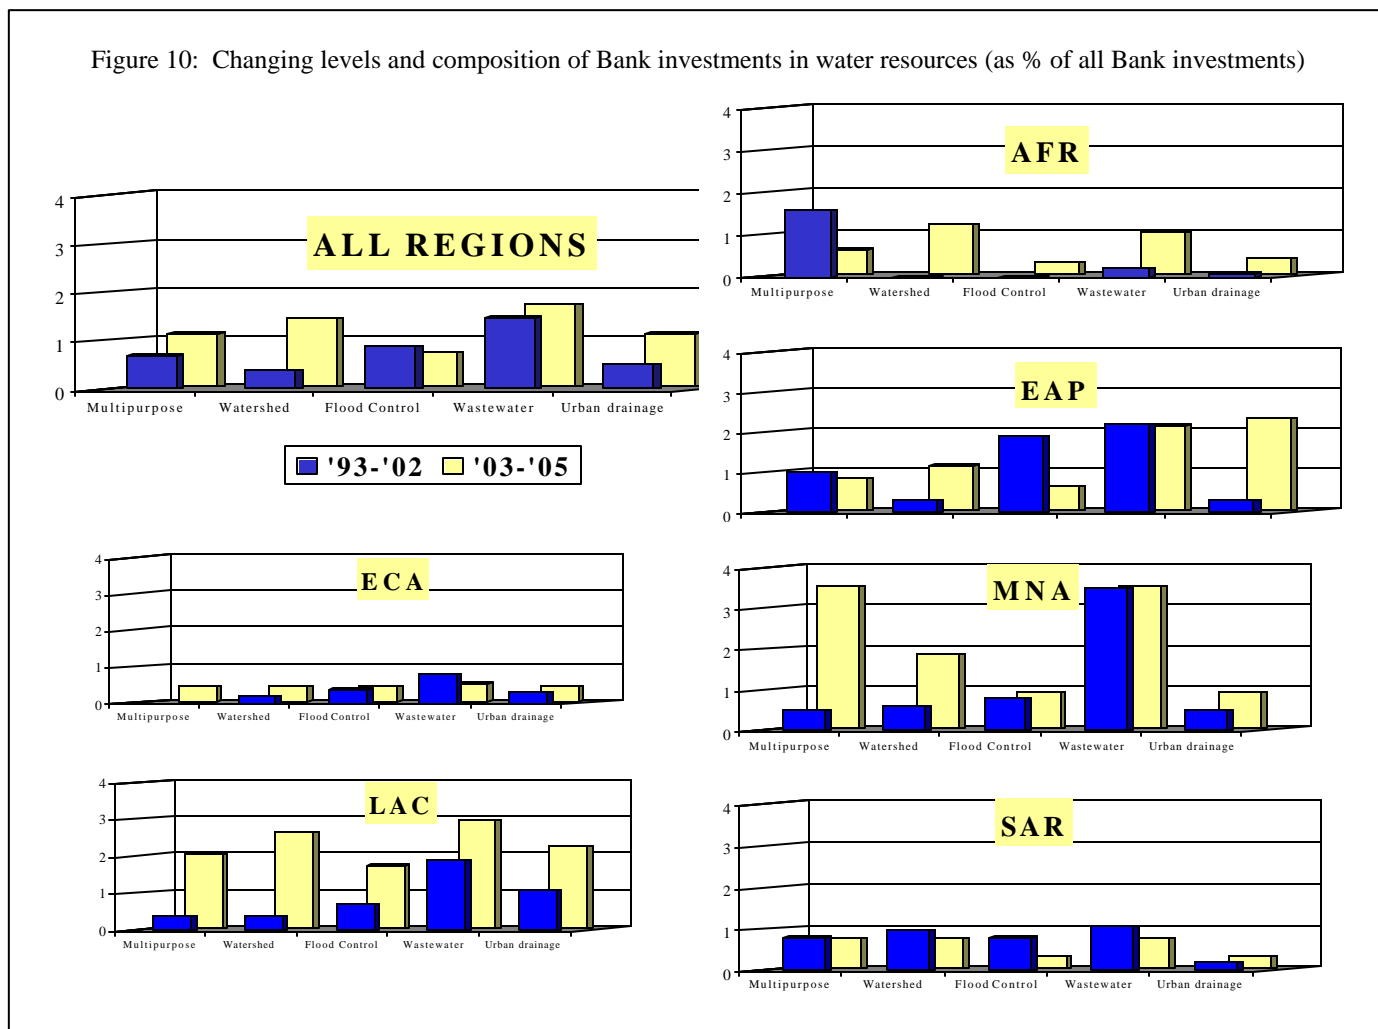 Figure 10: Changing levels and composition of Bank investments in water resources (as % of all Bank investments)
ALL REGIONS
4
3
2
1
0
Multipurpose Watershed Flood Control Wastewater Urban drainage
'93-'02 '03-'05
AFR
4
3
2
1
0
Multipurpose Watershed Flood Control Wastewater Urban drainage
EAP
4
3
2
1
0
ECA
4
3
2
1
0
Multipurpose Watershed Flood Control Wastewater Urban drainage
MNA
4
3
2
1
0
Multipurpose Watershed Flood Control Wastewater Urban drainage
LAC
4
3
2
1
0
Multipurpose Watershed Flood Control Wastewater Urban drainage
SAR
4
3
2
1
0
Multipurpose Watershed Flood Control Wastewater Urban drainage